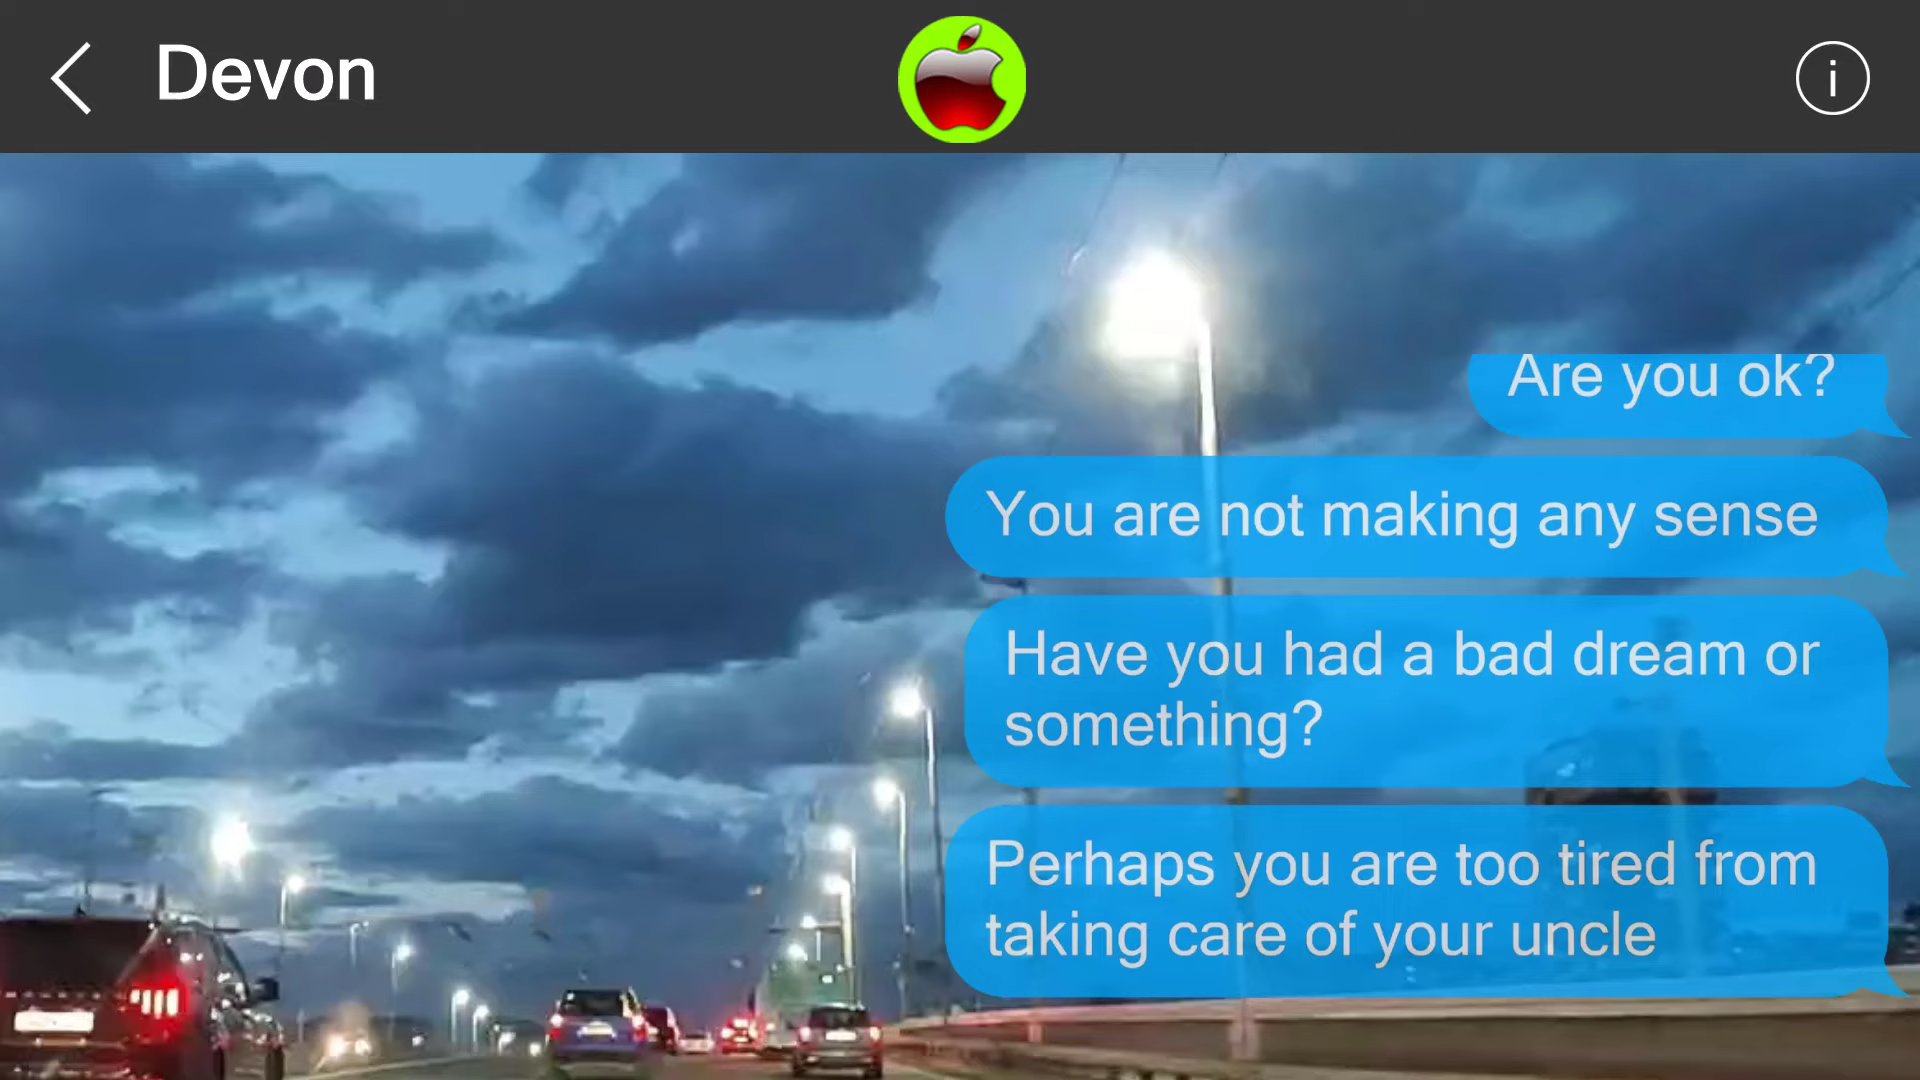 Devon
Are you ok?
You are not making any sense
Have you had a bad dream or
something?
Perhaps you are too tired from
taking care of your uncle